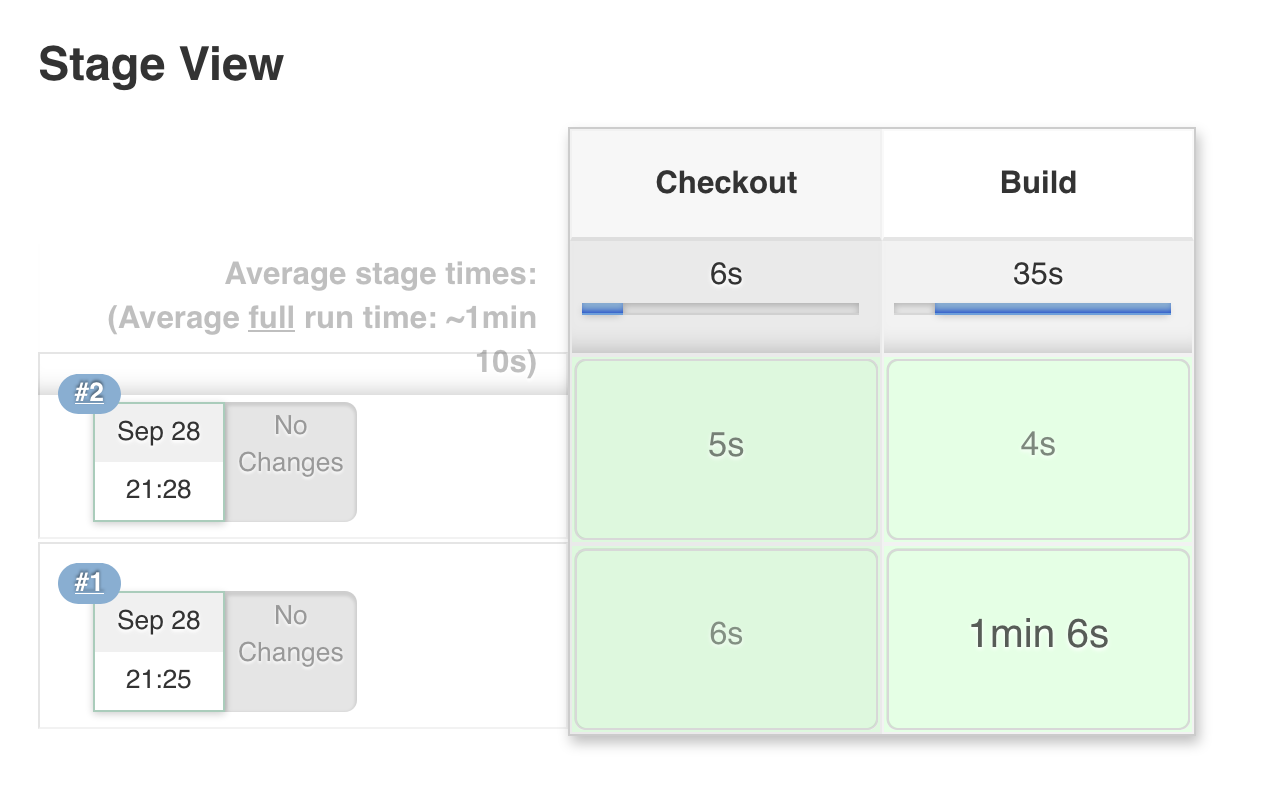 Stage View
Checkout
Build
Average stage times:
(Average full run time: ~1min
10s)
6s
35s
#2
Sep 28
21:28
No
Changes
5s
4s
#1
Sep 28
21:25
No
Changes
6s
1min 6s